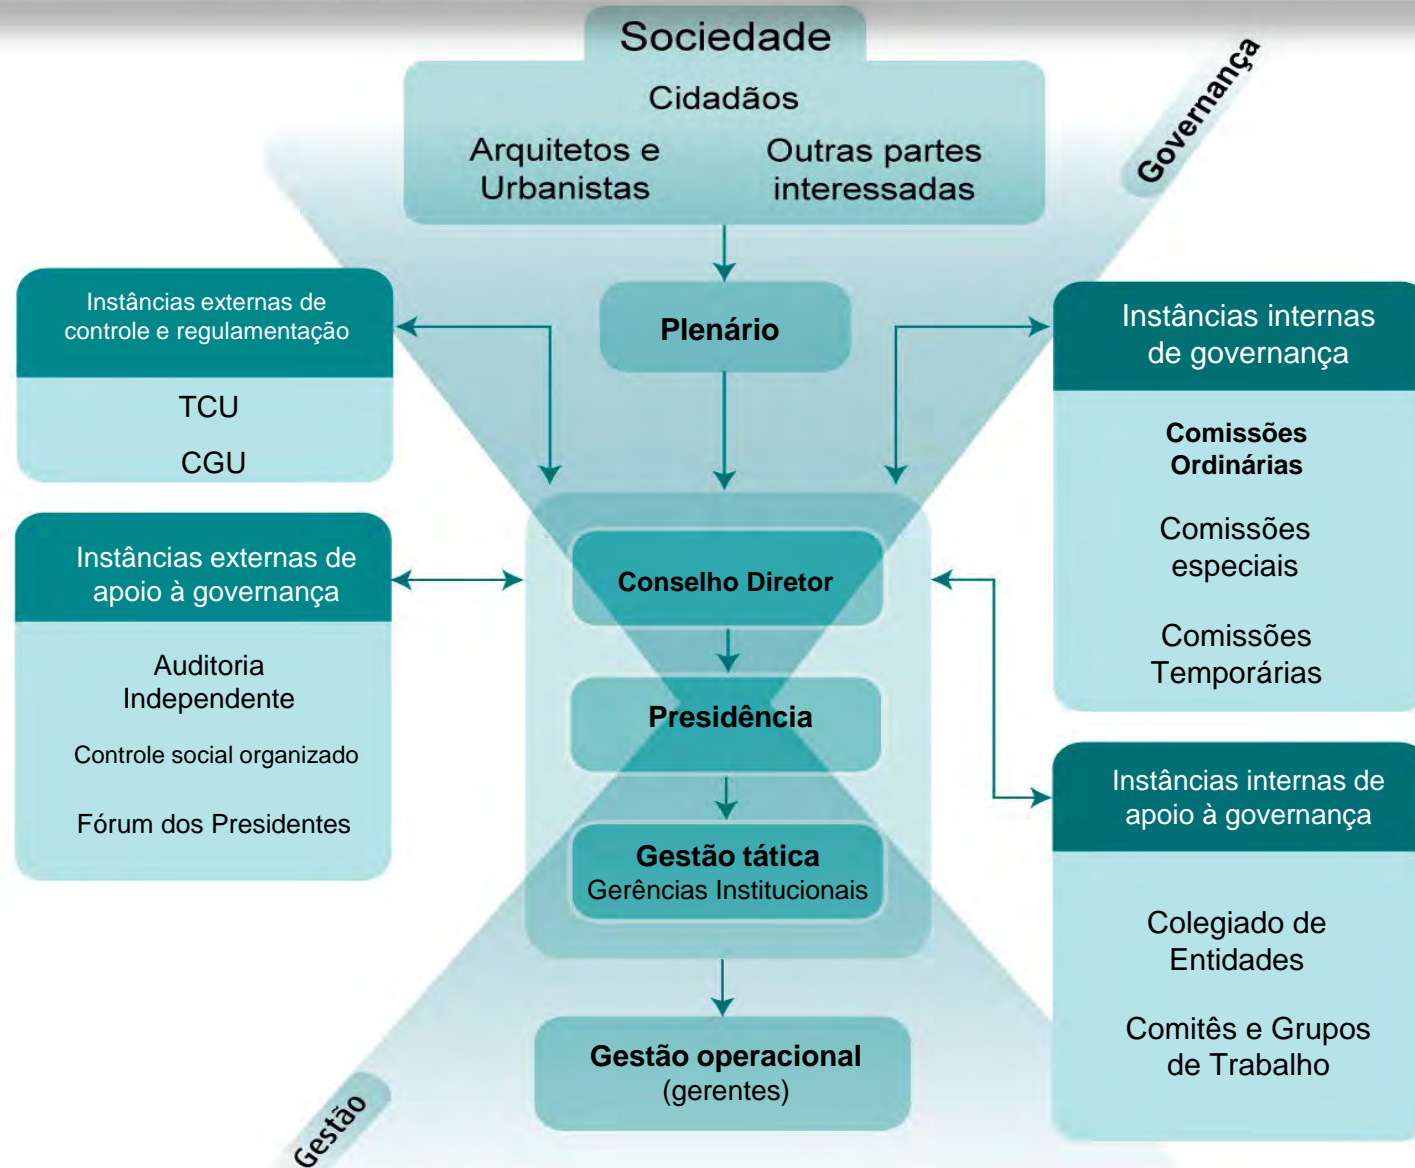 Sociedade
Cidadãos
Arquitetos e
Urbanistas
Outras partes
interessadas
Governança
Plenário
Instâncias externas de
controle e regulamentação
TCU
CGU
Instâncias externas de
apoio à governança
Auditoria
Independente
Controle social organizado
Fórum dos Presidentes
Conselho Diretor
Presidência
Gestão tática
Gerências Institucionais
Gestão operacional
(gerentes)
Gestão
Instâncias internas
de governança
Comissões
Ordinárias
Comissões
especiais
Comissões
Temporárias
Instâncias internas de
apoio à governança
Colegiado de
Entidades
Comitês e Grupos
de Trabalho